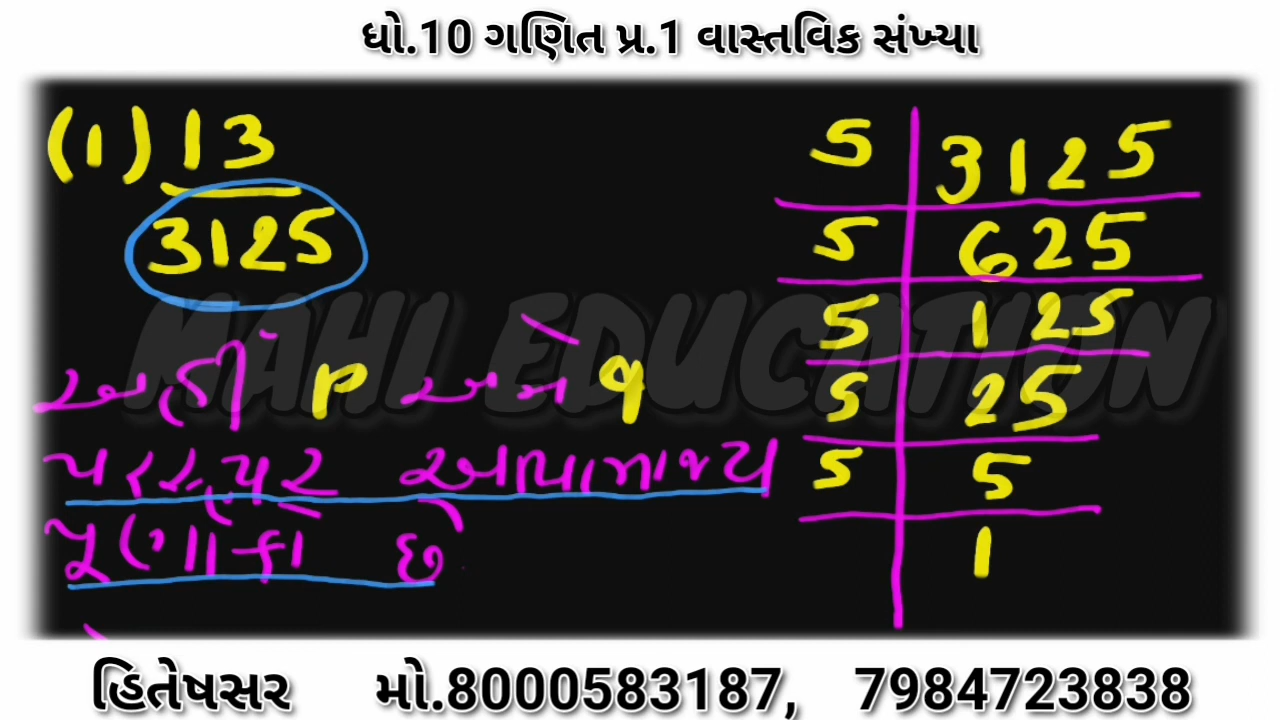 ધો.10 ગણિત પ્ર.1 વાસ્તવિક સંખ્યા
(1) 13
3125
5 3125
5 625
5 125
5 25
5 5
1
MAHI EDUCATION
અહીં P અને q
પરસ્પર અવિભાજ્ય
પૂર્ણાંકો છે
હિતેષસર મો.8000583187, 7984723838